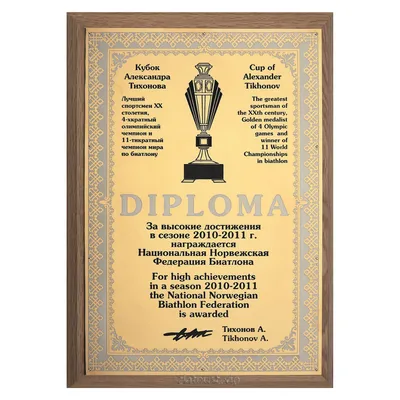 Кубок
Александра
Тихонова
Лучший
спортсмен XX
столетия,
4-хкратный
олимпийский
чемпион и
11-тикратный
чемпион мира
по биатлону
Cup of
Alexander
Tikhonov
The greatest
sportsman of
the XXth century,
Golden medalist
of 4 Olympic
games and
winner of
11 World
Championships
in biathlon
DIPLOMA
За высокие достижения
в сезоне 2010-2011 г.
награждается
Национальная Норвежская
Федерация Биатлона
For high achievements
in a season 2010-2011
the National Norwegian
Biathlon Federation
is awarded
Тихонов А.
Tikhonov A.